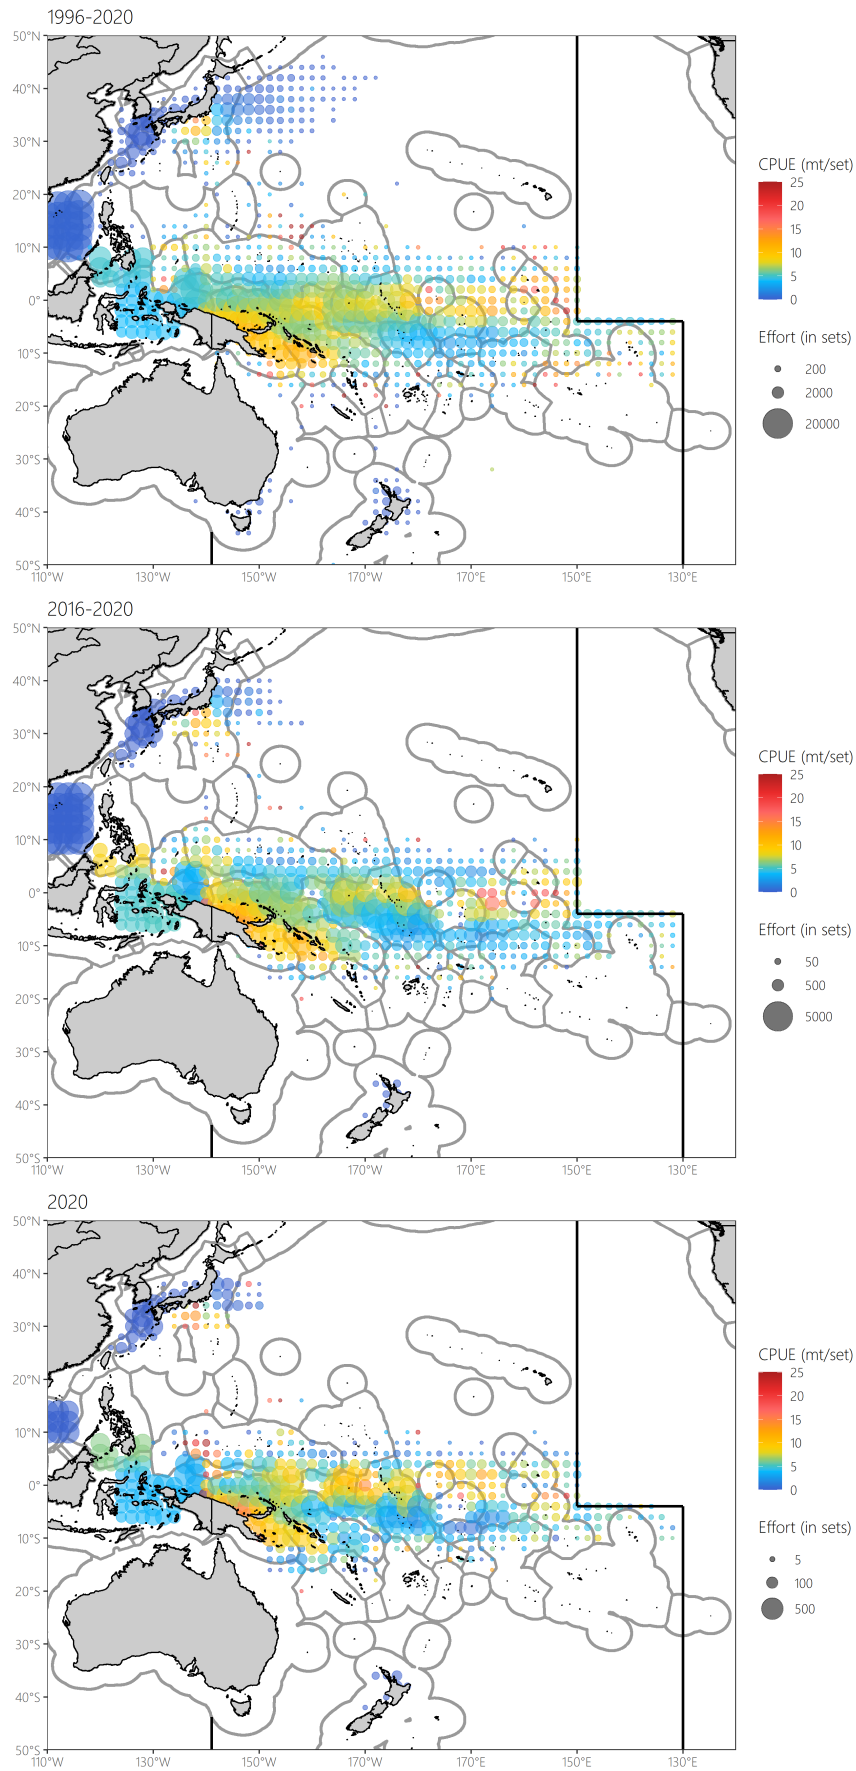 1996-2020
50°N
40°N
30°N
20°N
10°N
0°
10°S
20°S
30°S
40°S
50°S
110°W 130°W 150°W 170°W 170°E 150°E 130°E
CPUE (mt/set)
25
20
15
10
5
0
Effort (in sets)
200
2000
20000
2016-2020
50°N
40°N
30°N
20°N
10°N
0°
10°S
20°S
30°S
40°S
50°S
110°W 130°W 150°W 170°W 170°E 150°E 130°E
CPUE (mt/set)
25
20
15
10
5
0
Effort (in sets)
50
500
5000
2020
50°N
40°N
30°N
20°N
10°N
0°
10°S
20°S
30°S
40°S
50°S
110°W 130°W 150°W 170°W 170°E 150°E 130°E
CPUE (mt/set)
25
20
15
10
5
0
Effort (in sets)
5
100
500